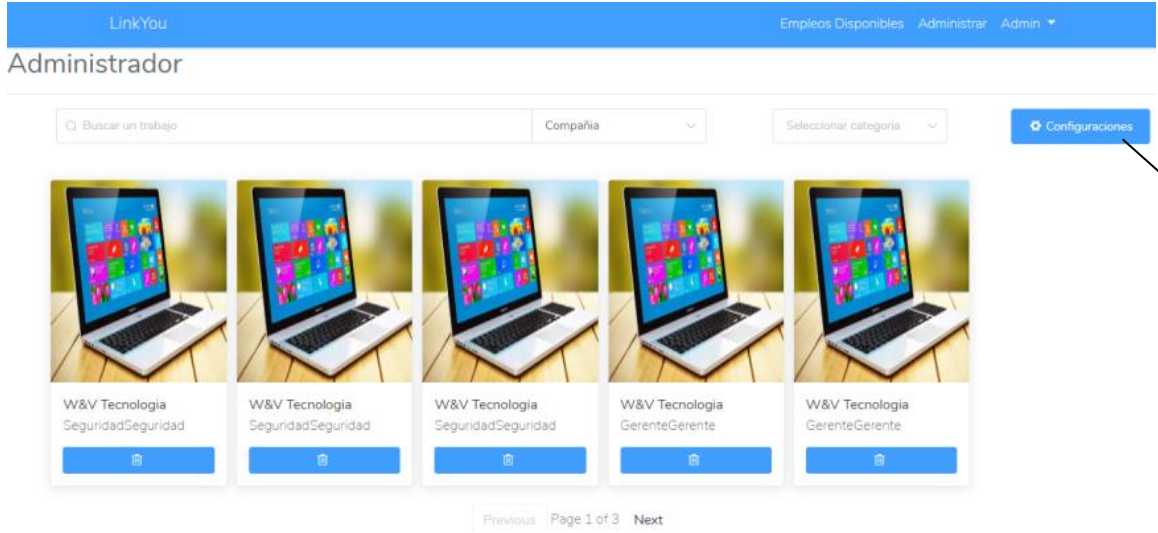 LinkYou
Empleos Disponibles Administrar Admin
Administrador
Buscar un trabajo
Compañia
Seleccionar categoria
Configuraciones
W&V Tecnologia
SeguridadSeguridad
W&V Tecnologia
SeguridadSeguridad
W&V Tecnologia
SeguridadSeguridad
W&V Tecnologia
GerenteGerente
W&V Tecnologia
GerenteGerente
Previous Page 1 of 3 Next